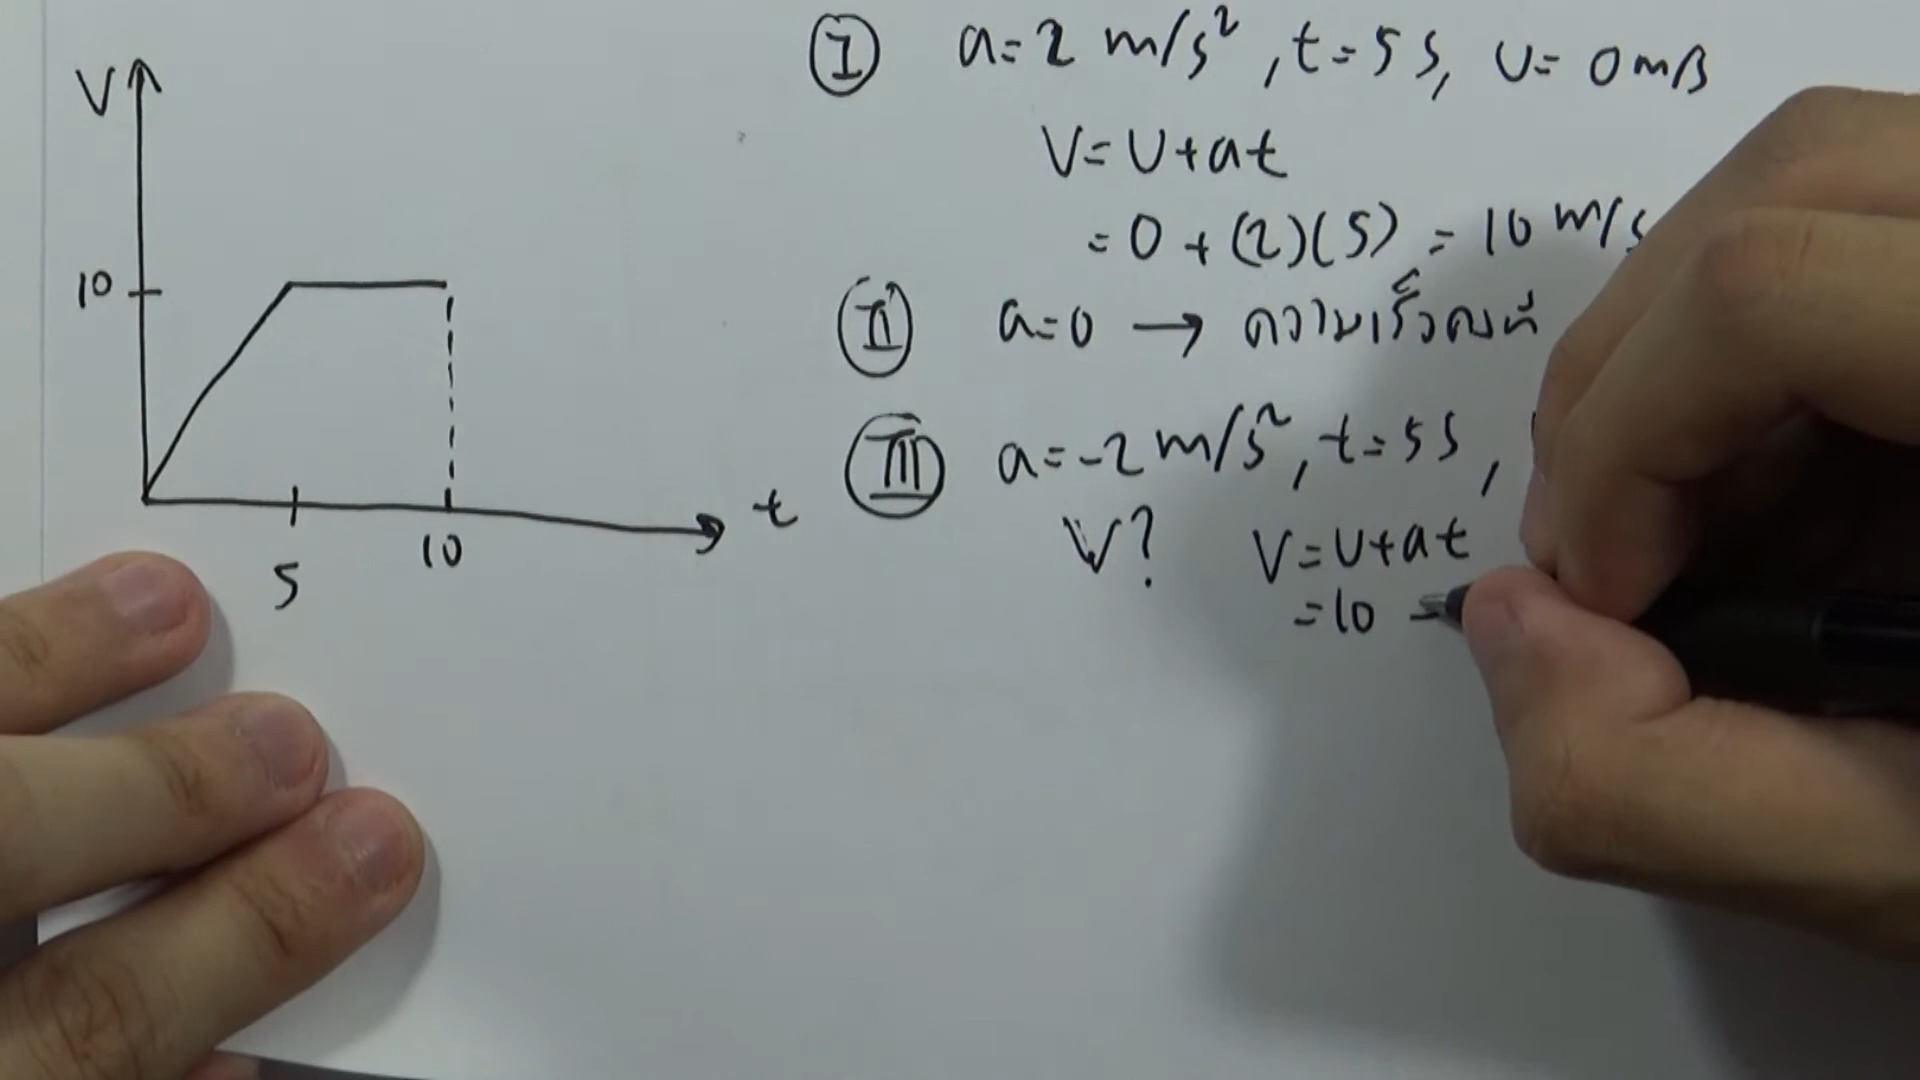 V
10
5
10
t
I a=2 m/s², t=5 s, u= 0 m/s
V=u+at
= 0 + (2)(5) = 10 m/s
II a=0 → ความเร็วคงที่
III a=-2 m/s², t=5s,
V? V=u+at
=10 -